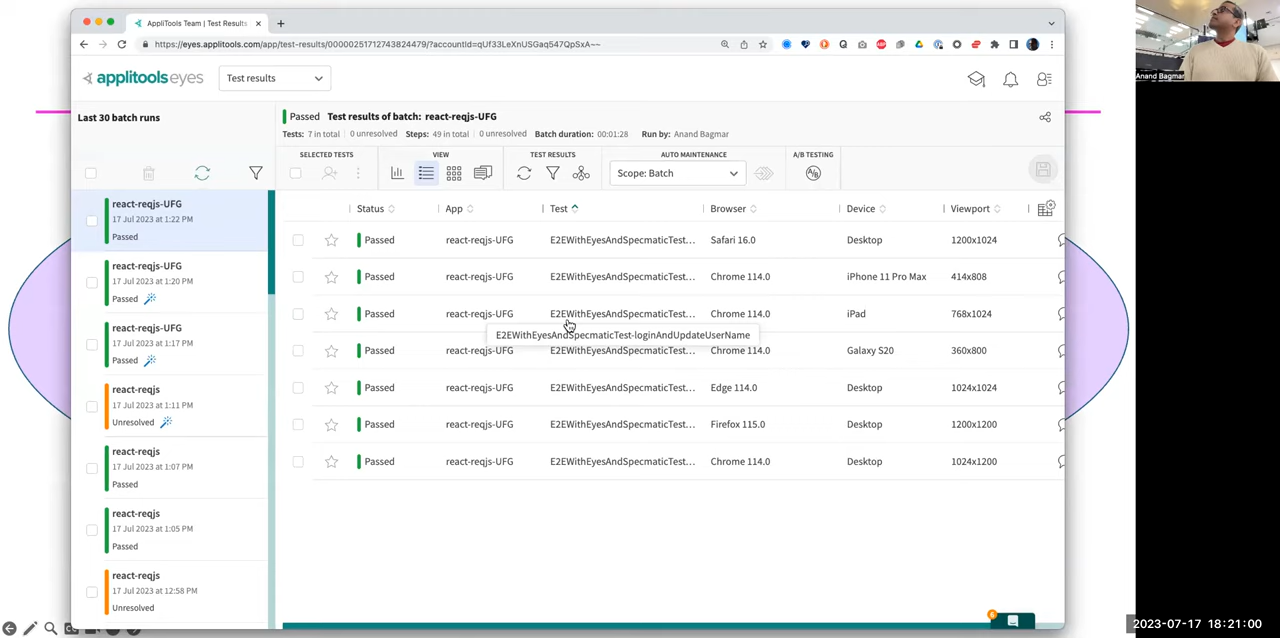 AppliTools Team | Test Results
https://eyes.applitools.com/app/test-results/00000251712743824479/?accountId=qUf33LeXnUSGaq547QpSxA~~
applitools eyes
Test results
Last 30 batch runs
Passed Test results of batch: react-reqjs-UFG
Tests: 7 in total | 0 unresolved | Steps: 49 in total | 0 unresolved | Batch duration: 00:01:28 | Run by: Anand Bagmar
SELECTED TESTS VIEW TEST RESULTS AUTO MAINTENANCE A/B TESTING
Scope: Batch
Status App Test Browser Device Viewport
Passed react-reqjs-UFG E2EWithEyesAndSpecmaticTest... Safari 16.0 Desktop 1200x1024
Passed react-reqjs-UFG E2EWithEyesAndSpecmaticTest... Chrome 114.0 iPhone 11 Pro Max 414x808
Passed react-reqjs-UFG E2EWithEyesAndSpecmaticTest... Chrome 114.0 iPad 768x1024
E2EWithEyesAndSpecmaticTest-loginAndUpdateUserName
Passed react-reqjs-UFG E2EWithEyesAndSpecmaticTest... Chrome 114.0 Galaxy S20 360x800
Passed react-reqjs-UFG E2EWithEyesAndSpecmaticTest... Edge 114.0 Desktop 1024x1024
Passed react-reqjs-UFG E2EWithEyesAndSpecmaticTest... Firefox 115.0 Desktop 1200x1200
Passed react-reqjs-UFG E2EWithEyesAndSpecmaticTest... Chrome 114.0 Desktop 1024x1200
react-reqjs-UFG
17 Jul 2023 at 1:22 PM
Passed
react-reqjs-UFG
17 Jul 2023 at 1:20 PM
Passed
react-reqjs-UFG
17 Jul 2023 at 1:17 PM
Passed
react-reqjs
17 Jul 2023 at 1:11 PM
Unresolved
react-reqjs
17 Jul 2023 at 1:07 PM
Passed
react-reqjs
17 Jul 2023 at 1:05 PM
Passed
react-reqjs
17 Jul 2023 at 12:58 PM
Unresolved
Anand Bagmar
2023-07-17 18:21:00